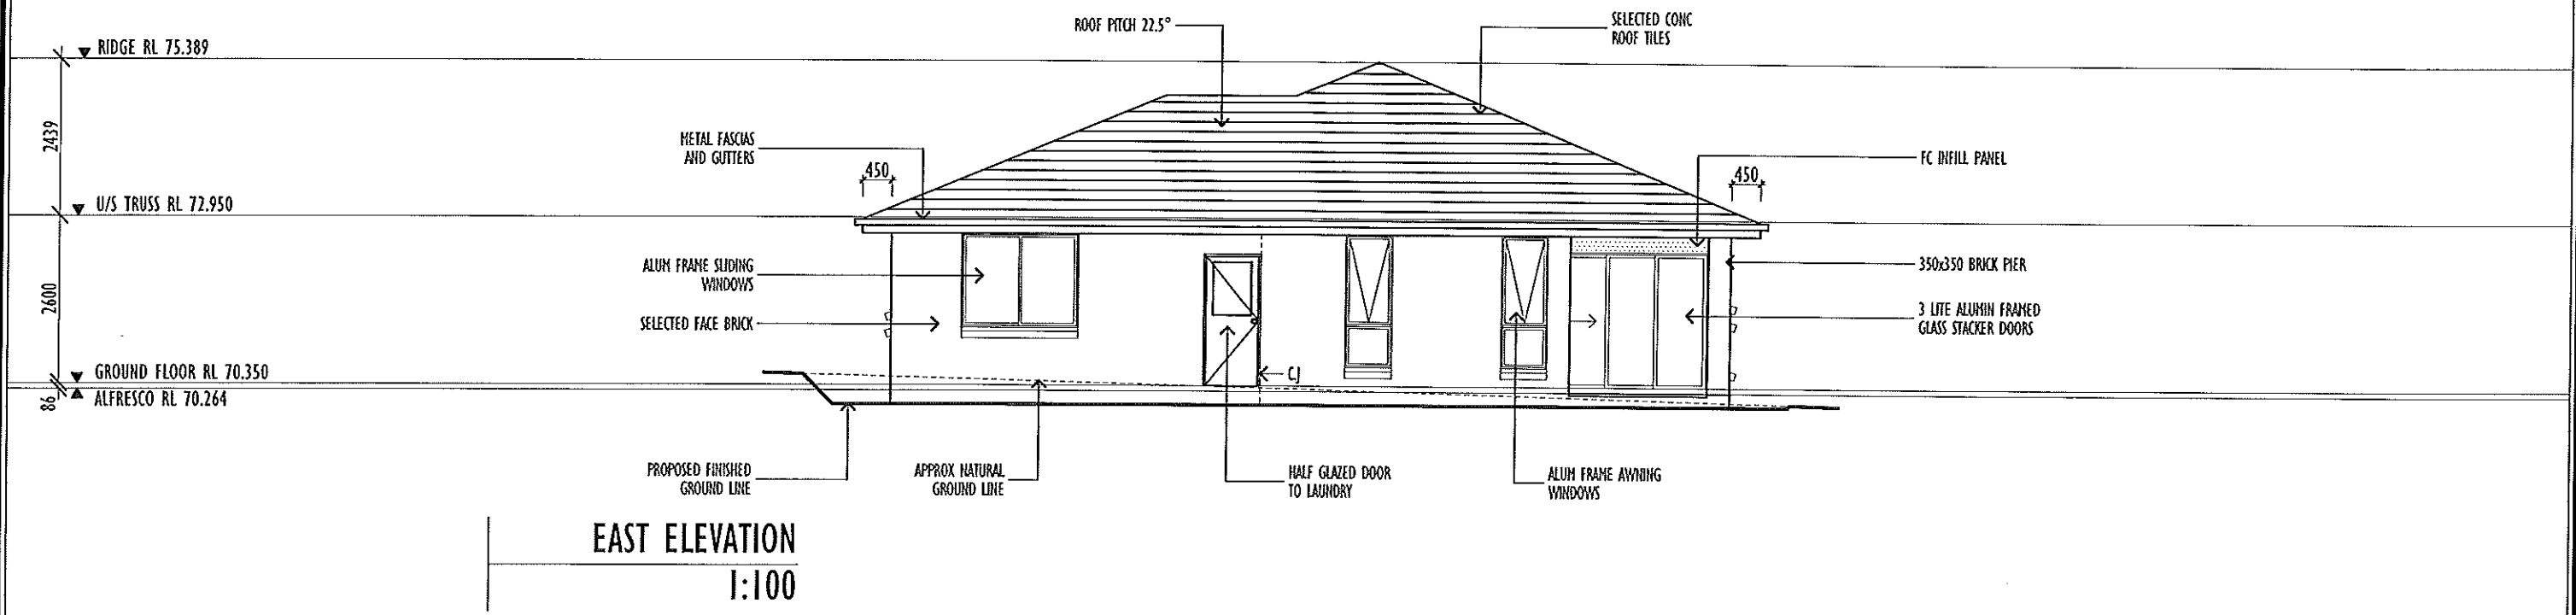 ROOF PITCH 22.5°
SELECTED CONC
ROOF TILES
RIDGE RL 75.389
2439
METAL FASCIAS
AND GUTTERS
450
FC INFILL PANEL
450
U/S TRUSS RL 72.950
2600
ALUM FRAME SLIDING
WINDOWS
350x350 BRICK PIER
SELECTED FACE BRICK
3 LITE ALUMIN FRAMED
GLASS STACKER DOORS
GROUND FLOOR RL 70.350
CJ
86
ALFRESCO RL 70.264
PROPOSED FINISHED
GROUND LINE
APPROX NATURAL
GROUND LINE
HALF GLAZED DOOR
TO LAUNDRY
ALUM FRAME AWNING
WINDOWS
EAST ELEVATION
1:100